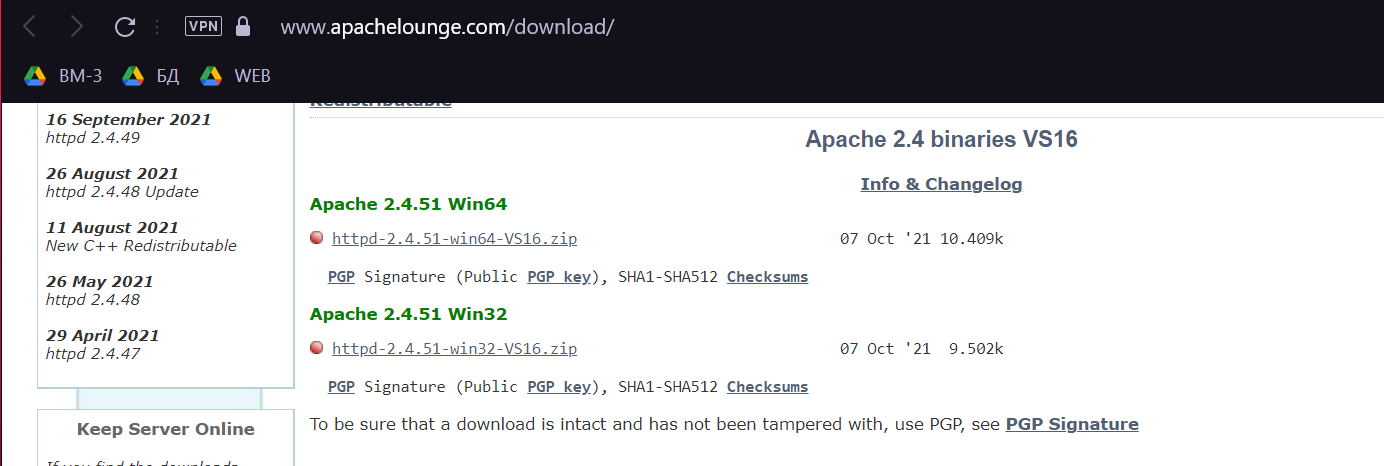 VPN www.apachelounge.com/download/
ВМ-3 БД WEB
16 September 2021
httpd 2.4.49
26 August 2021
httpd 2.4.48 Update
11 August 2021
New C++ Redistributable
26 May 2021
httpd 2.4.48
29 April 2021
httpd 2.4.47
Keep Server Online
If you find the downloads
Redistributable
Apache 2.4 binaries VS16
Info & Changelog
Apache 2.4.51 Win64
httpd-2.4.51-win64-VS16.zip 07 Oct '21 10.409k
PGP Signature (Public PGP key), SHA1-SHA512 Checksums
Apache 2.4.51 Win32
httpd-2.4.51-win32-VS16.zip 07 Oct '21 9.502k
PGP Signature (Public PGP key), SHA1-SHA512 Checksums
To be sure that a download is intact and has not been tampered with, use PGP, see PGP Signature